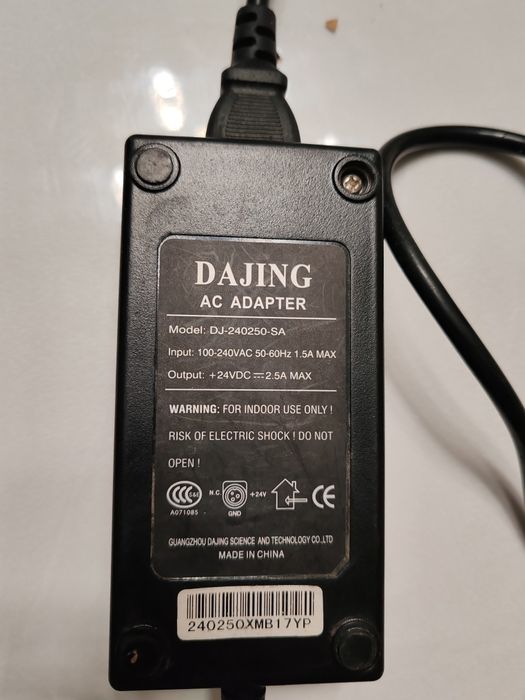 DAJING
AC ADAPTER
Model: DJ-240250-SA
Input: 100-240VAC 50-60Hz 1.5A MAX
Output: +24VDC ⎓ 2.5A MAX
WARNING: FOR INDOOR USE ONLY !
RISK OF ELECTRIC SHOCK ! DO NOT
OPEN !
CCC S&E N.C. +24V CE
A071085 GND
GUANGZHOU DAJING SCIENCE AND TECHNOLOGY CO.,LTD
MADE IN CHINA
240250XMB17YP